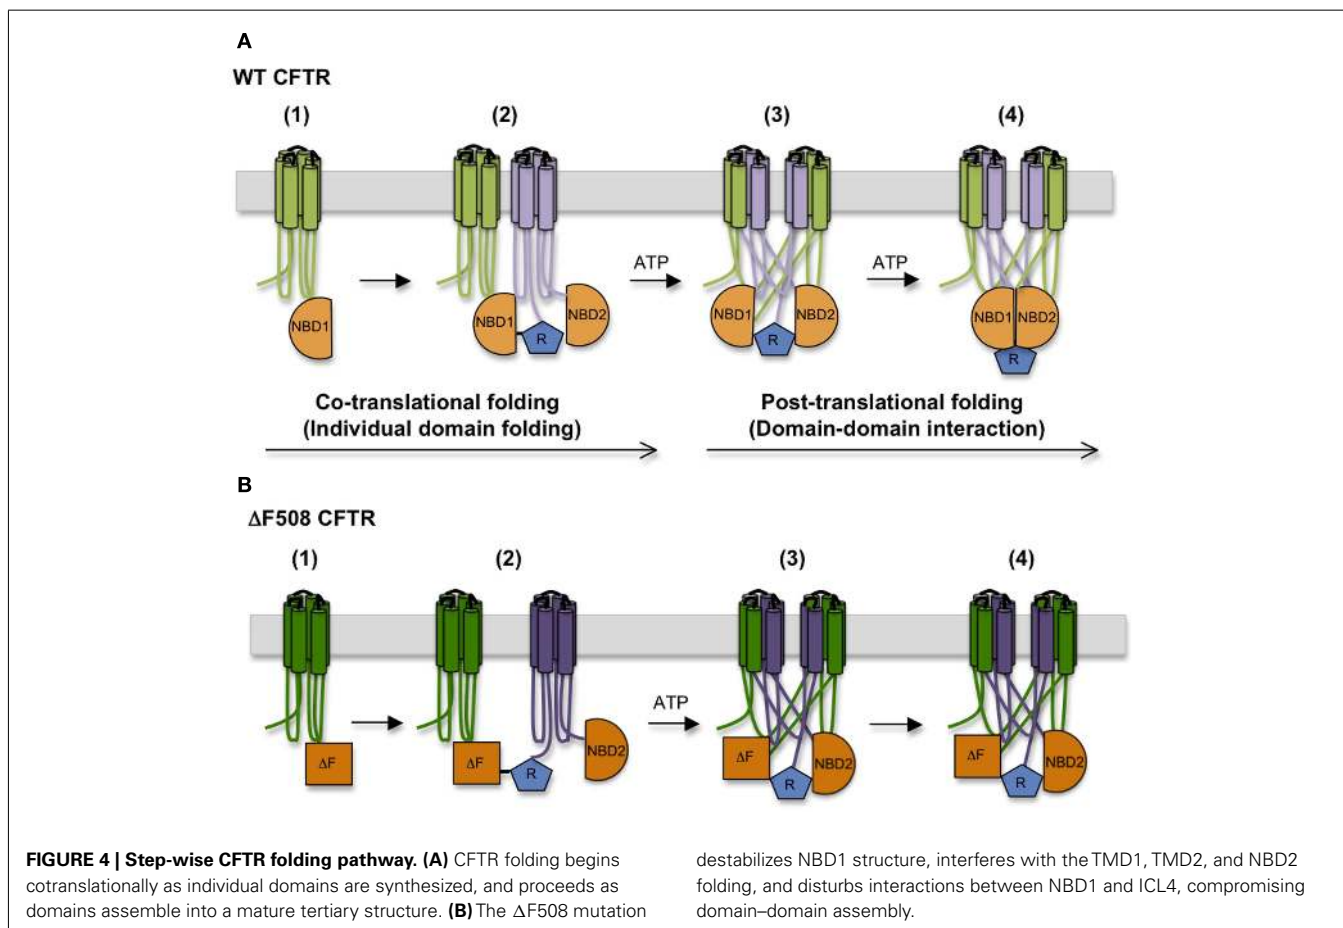 A
WT CFTR
(1)
(2)
(3)
(4)
ATP
ATP
NBD1
NBD1
R
NBD2
NBD1
R
NBD2
NBD1
NBD2
R
Co-translational folding
(Individual domain folding)
Post-translational folding
(Domain-domain interaction)
B
ΔF508 CFTR
(1)
(2)
(3)
(4)
ATP
ΔF
ΔF
R
NBD2
ΔF
R
NBD2
ΔF
R
NBD2
FIGURE 4 | Step-wise CFTR folding pathway. (A) CFTR folding begins
cotranslationally as individual domains are synthesized, and proceeds as
domains assemble into a mature tertiary structure. (B) The ΔF508 mutation
destabilizes NBD1 structure, interferes with the TMD1, TMD2, and NBD2
folding, and disturbs interactions between NBD1 and ICL4, compromising
domain–domain assembly.